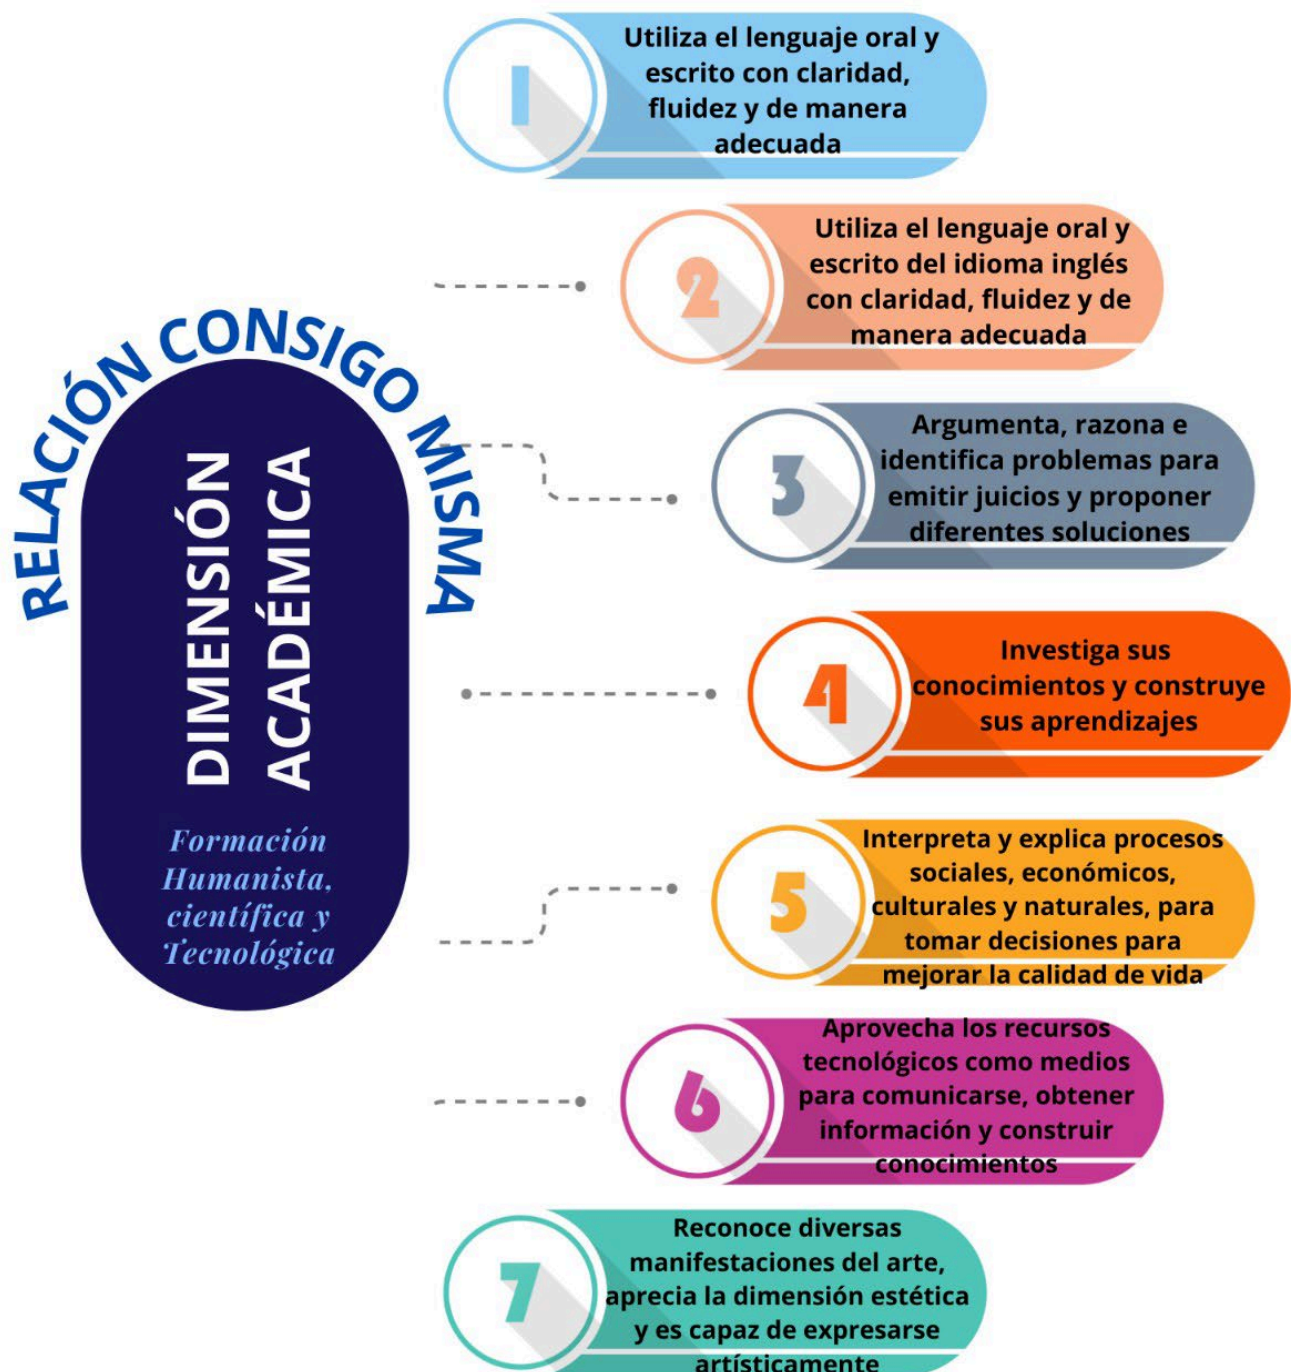 RELACIÓN CONSIGO MISMA
DIMENSIÓN
ACADÉMICA
Formación
Humanista,
científica y
Tecnológica
1
Utiliza el lenguaje oral y
escrito con claridad,
fluidez y de manera
adecuada
2
Utiliza el lenguaje oral y
escrito del idioma inglés
con claridad, fluidez y de
manera adecuada
3
Argumenta, razona e
identifica problemas para
emitir juicios y proponer
diferentes soluciones
4
Investiga sus
conocimientos y construye
sus aprendizajes
5
Interpreta y explica procesos
sociales, económicos,
culturales y naturales, para
tomar decisiones para
mejorar la calidad de vida
6
Aprovecha los recursos
tecnológicos como medios
para comunicarse, obtener
información y construir
conocimientos
7
Reconoce diversas
manifestaciones del arte,
aprecia la dimensión estética
y es capaz de expresarse
artísticamente